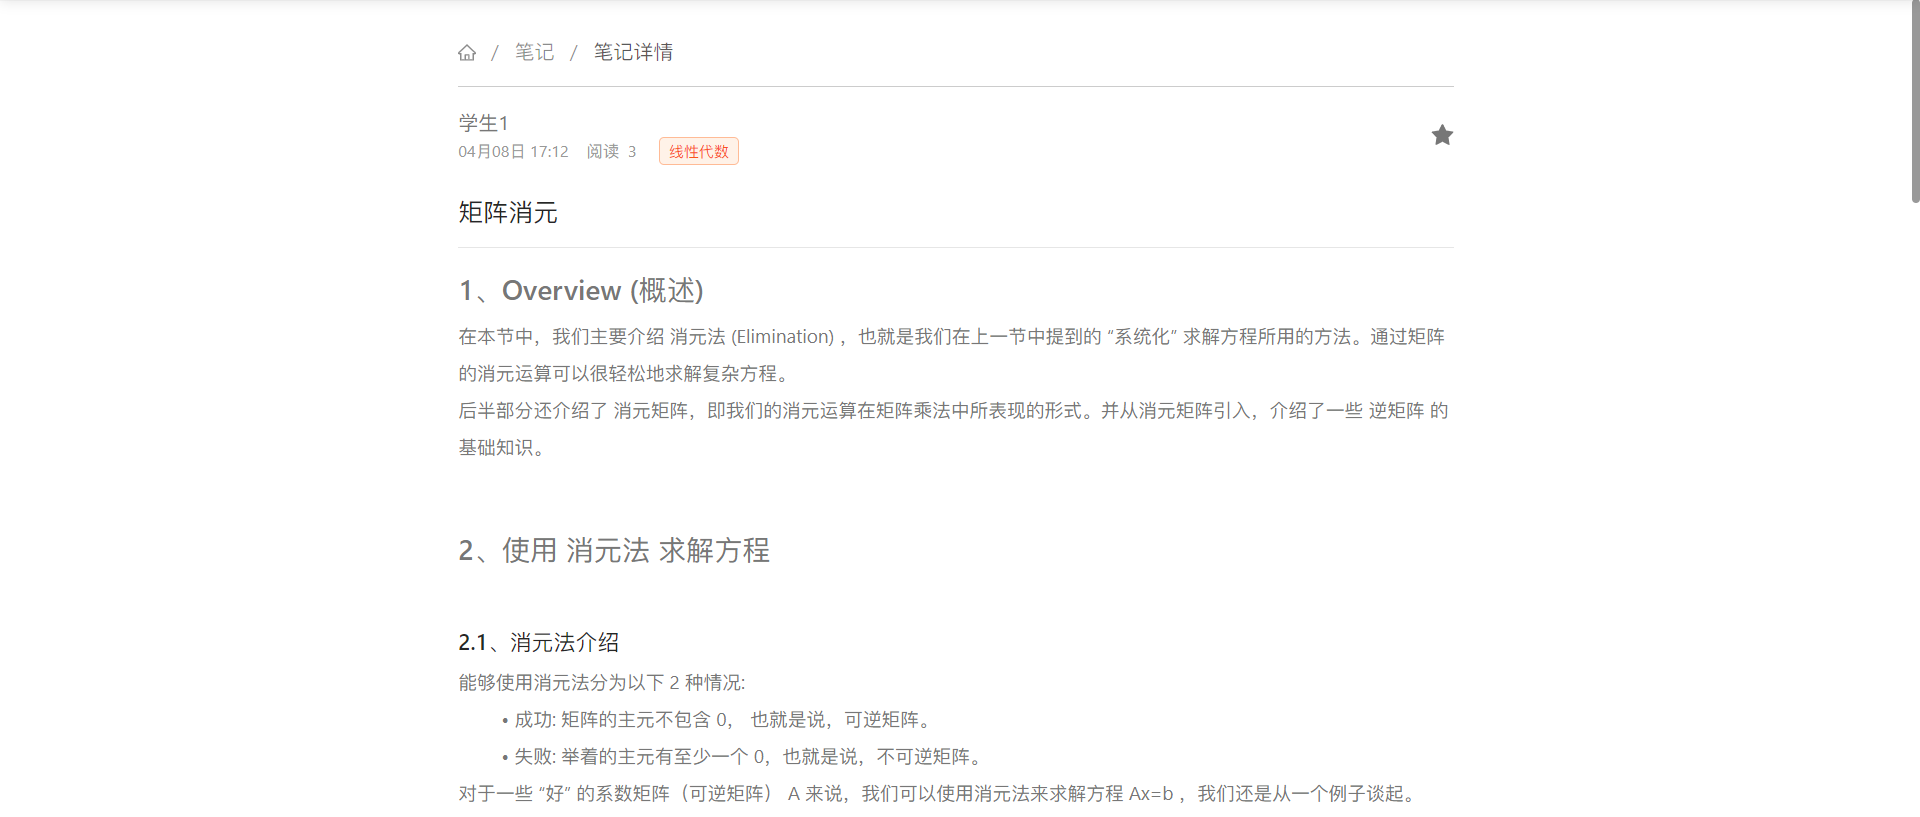 / 笔记 / 笔记详情
学生1
04月08日 17:12 阅读 3 线性代数
矩阵消元
1、Overview (概述)
在本节中，我们主要介绍 消元法 (Elimination) ，也就是我们在上一节中提到的 “系统化” 求解方程所用的方法。通过矩阵
的消元运算可以很轻松地求解复杂方程。
后半部分还介绍了 消元矩阵，即我们的消元运算在矩阵乘法中所表现的形式。并从消元矩阵引入，介绍了一些 逆矩阵 的
基础知识。
2、使用 消元法 求解方程
2.1、消元法介绍
能够使用消元法分为以下 2 种情况:
• 成功: 矩阵的主元不包含 0， 也就是说，可逆矩阵。
• 失败: 举着的主元有至少一个 0，也就是说，不可逆矩阵。
对于一些 “好” 的系数矩阵（可逆矩阵） A 来说，我们可以使用消元法来求解方程 Ax=b ，我们还是从一个例子谈起。